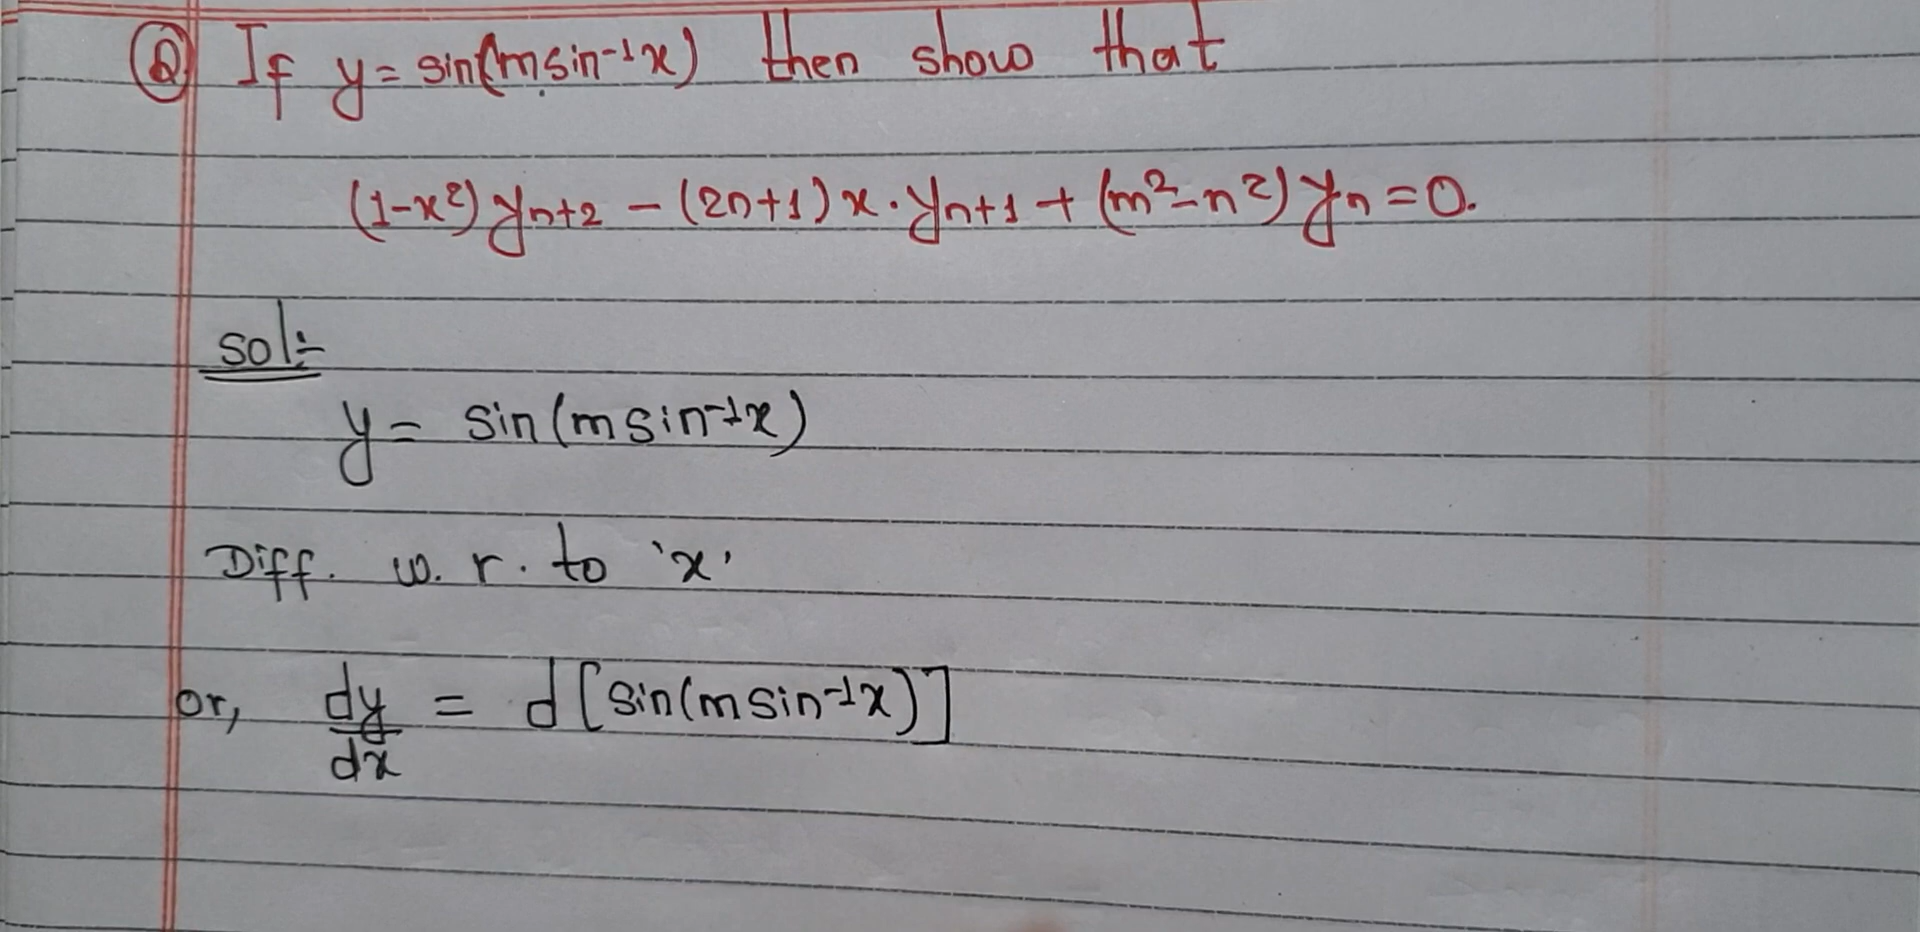 Q If y = sin(m sin⁻¹x) then show that
(1-x²) yn+2 - (2n+1) x · yn+1 + (m² - n²) yn = 0.
sol:-
y = sin(m sin⁻¹x)
Diff. w. r. to 'x'
or, dy/dx = d[sin(m sin⁻¹x)]